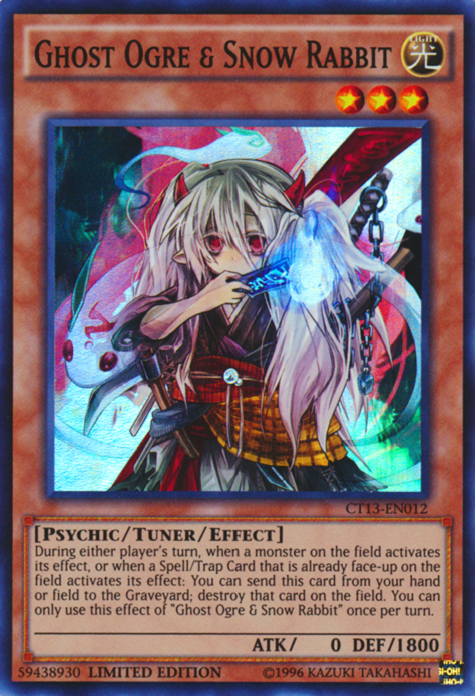 GHOST OGRE & SNOW RABBIT
LIGHT
光
CT13-EN012
[PSYCHIC/TUNER/EFFECT]
During either player's turn, when a monster on the field activates
its effect, or when a Spell/Trap Card that is already face-up on the
field activates its effect: You can send this card from your hand
or field to the Graveyard; destroy that card on the field. You can
only use this effect of "Ghost Ogre & Snow Rabbit" once per turn.
ATK/ 0 DEF/1800
59438930 LIMITED EDITION ©1996 KAZUKI TAKAHASHI